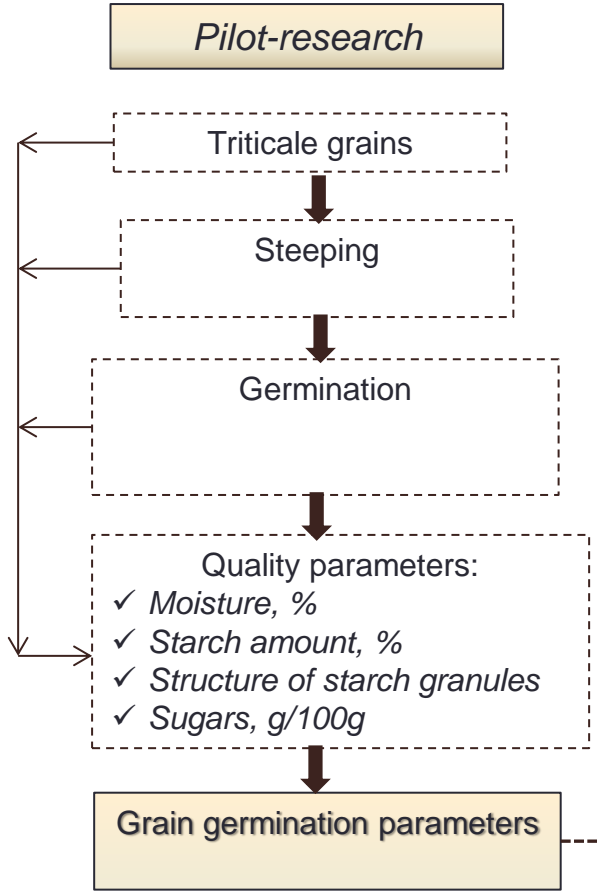 Pilot-research
Triticale grains
Steeping
Germination
Quality parameters:
✓ Moisture, %
✓ Starch amount, %
✓ Structure of starch granules
✓ Sugars, g/100g
Grain germination parameters